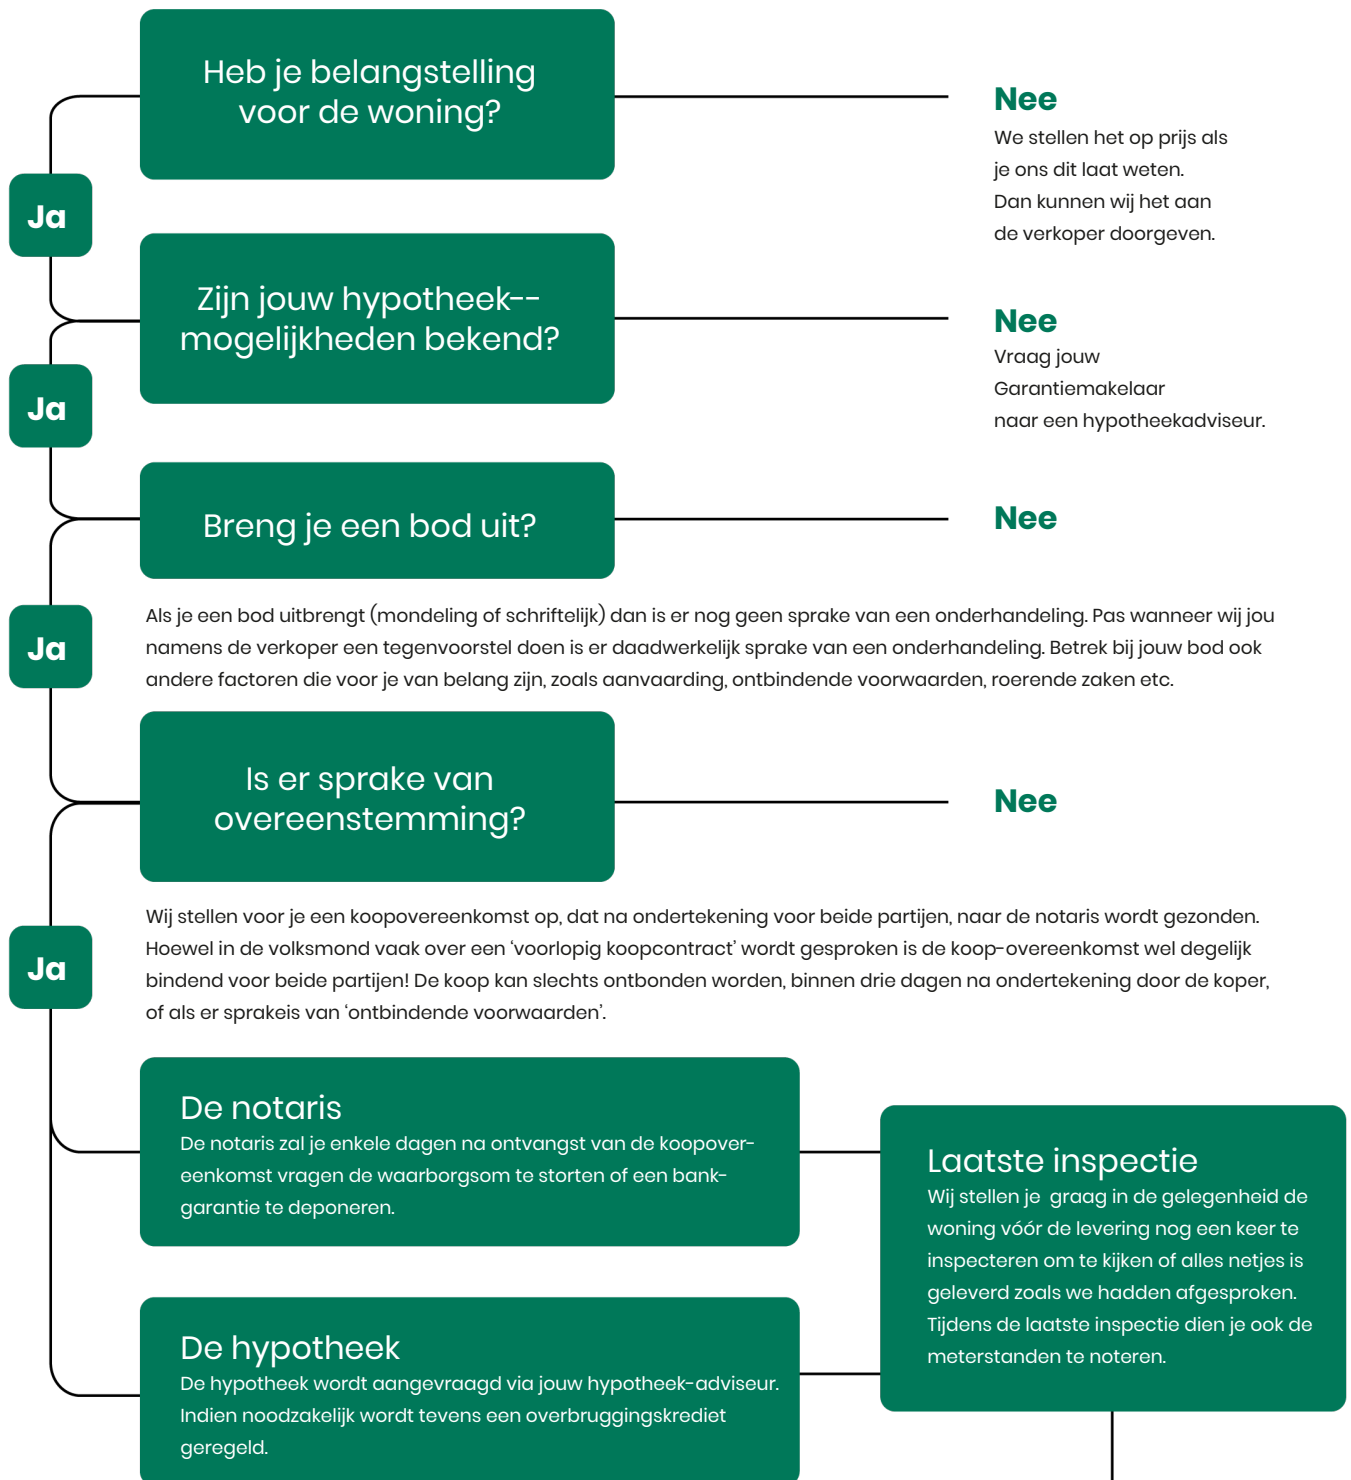 Heb je belangstelling
voor de woning?
Nee
We stellen het op prijs als
je ons dit laat weten.
Dan kunnen wij het aan
de verkoper doorgeven.
Ja
Zijn jouw hypotheek--
mogelijkheden bekend?
Nee
Vraag jouw
Garantiemakelaar
naar een hypotheekadviseur.
Ja
Breng je een bod uit?
Nee
Ja
Als je een bod uitbrengt (mondeling of schriftelijk) dan is er nog geen sprake van een onderhandeling. Pas wanneer wij jou
namens de verkoper een tegenvoorstel doen is er daadwerkelijk sprake van een onderhandeling. Betrek bij jouw bod ook
andere factoren die voor je van belang zijn, zoals aanvaarding, ontbindende voorwaarden, roerende zaken etc.
Is er sprake van
overeenstemming?
Nee
Ja
Wij stellen voor je een koopovereenkomst op, dat na ondertekening voor beide partijen, naar de notaris wordt gezonden.
Hoewel in de volksmond vaak over een ‘voorlopig koopcontract’ wordt gesproken is de koop-overeenkomst wel degelijk
bindend voor beide partijen! De koop kan slechts ontbonden worden, binnen drie dagen na ondertekening door de koper,
of als er sprakeis van ‘ontbindende voorwaarden’.
De notaris
De notaris zal je enkele dagen na ontvangst van de koopover-
eenkomst vragen de waarborgsom te storten of een bank-
garantie te deponeren.
Laatste inspectie
Wij stellen je graag in de gelegenheid de
woning vóór de levering nog een keer te
inspecteren om te kijken of alles netjes is
geleverd zoals we hadden afgesproken.
Tijdens de laatste inspectie dien je ook de
meterstanden te noteren.
De hypotheek
De hypotheek wordt aangevraagd via jouw hypotheek-adviseur.
Indien noodzakelijk wordt tevens een overbruggingskrediet
geregeld.